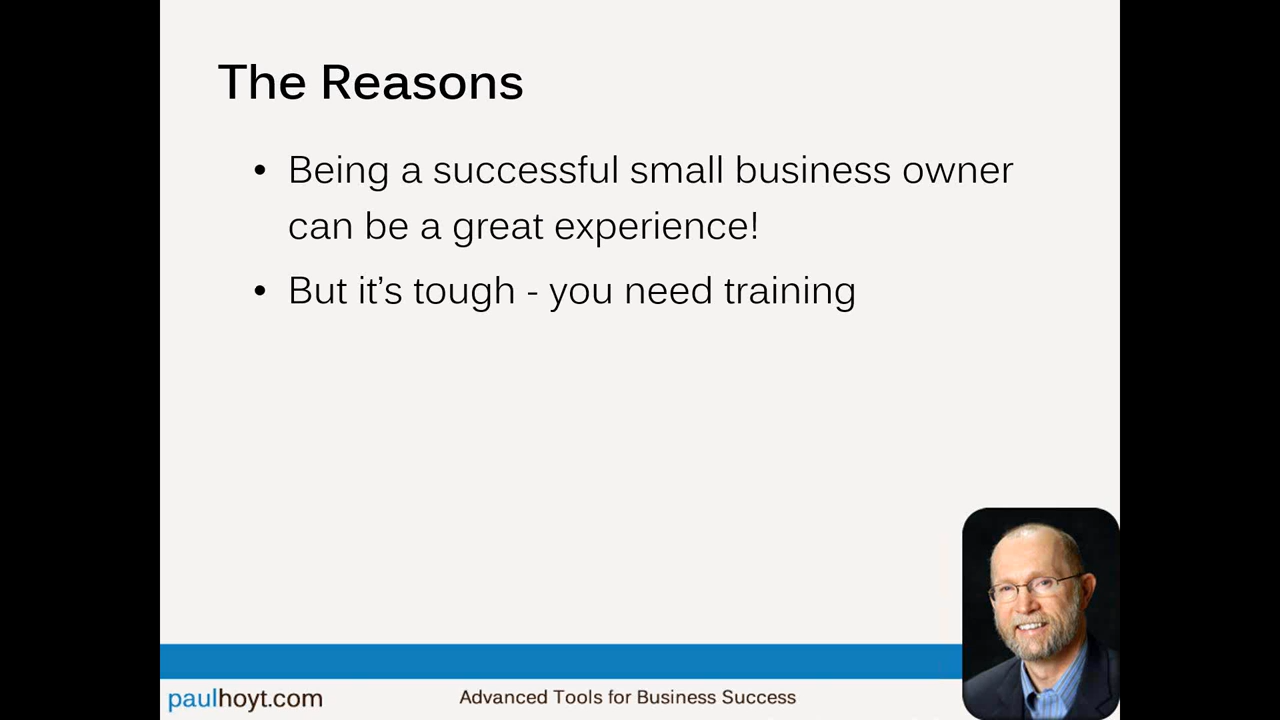 The Reasons
• Being a successful small business owner
can be a great experience!
• But it’s tough - you need training
paulhoyt.com
Advanced Tools for Business Success